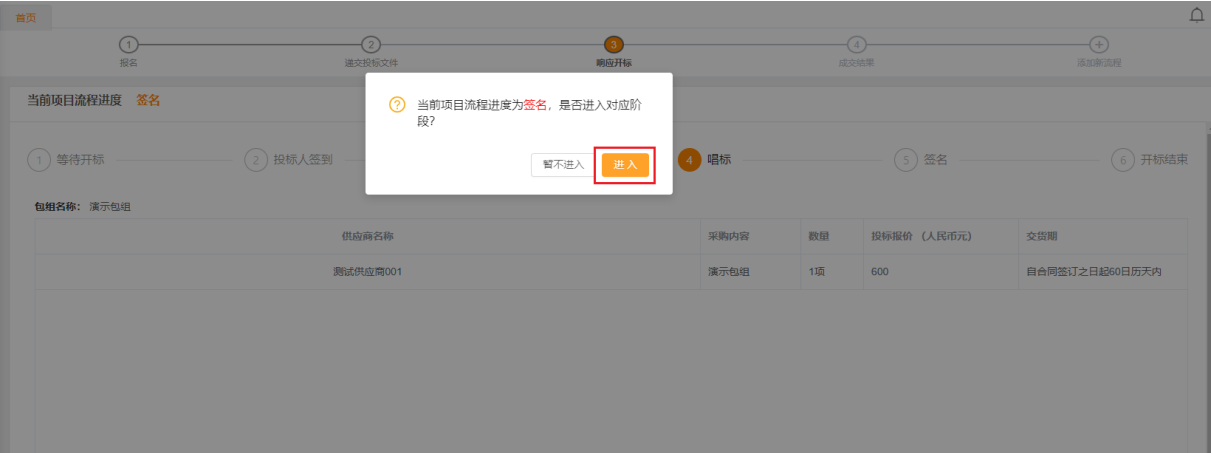 首页
1
报名
2
递交投标文件
3
响应开标
4
成交结果
添加新流程
当前项目流程进度 签名
当前项目流程进度为签名，是否进入对应阶
段?
暂不进入 进 入
1 等待开标
2 投标人签到
4 唱标
5 签名
6 开标结束
包组名称： 演示包组
供应商名称 采购内容 数量 投标报价 （人民币元） 交货期
测试供应商001 演示包组 1项 600 自合同签订之日起60日历天内